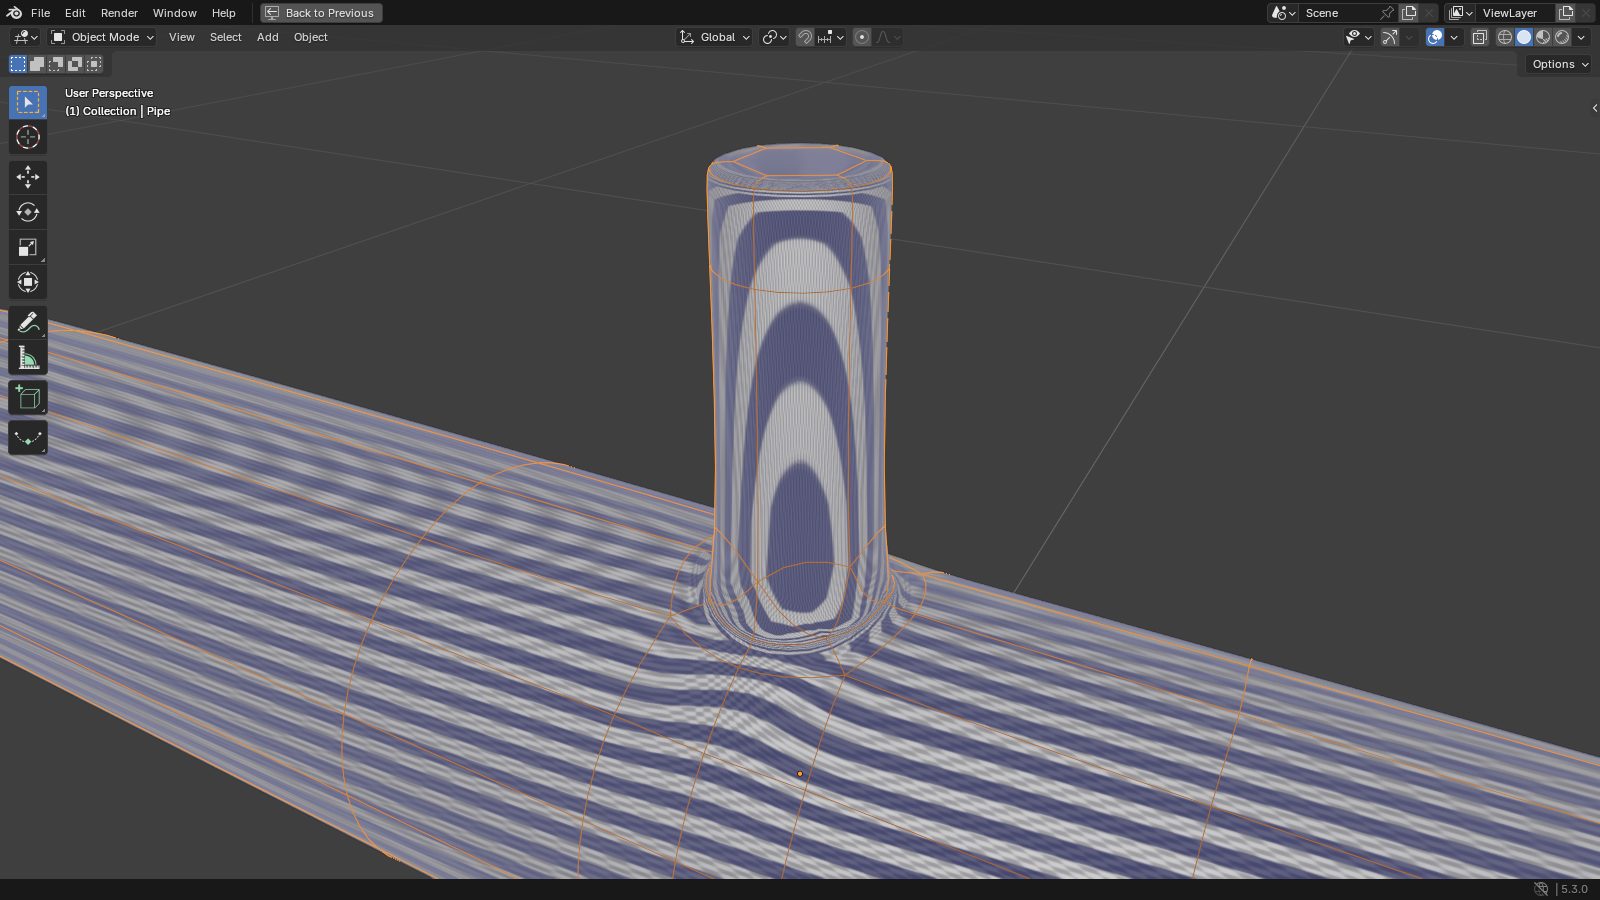 File Edit Render Window Help Back to Previous Scene ViewLayer
Object Mode View Select Add Object Global
Options
User Perspective
(1) Collection | Pipe
5.3.0